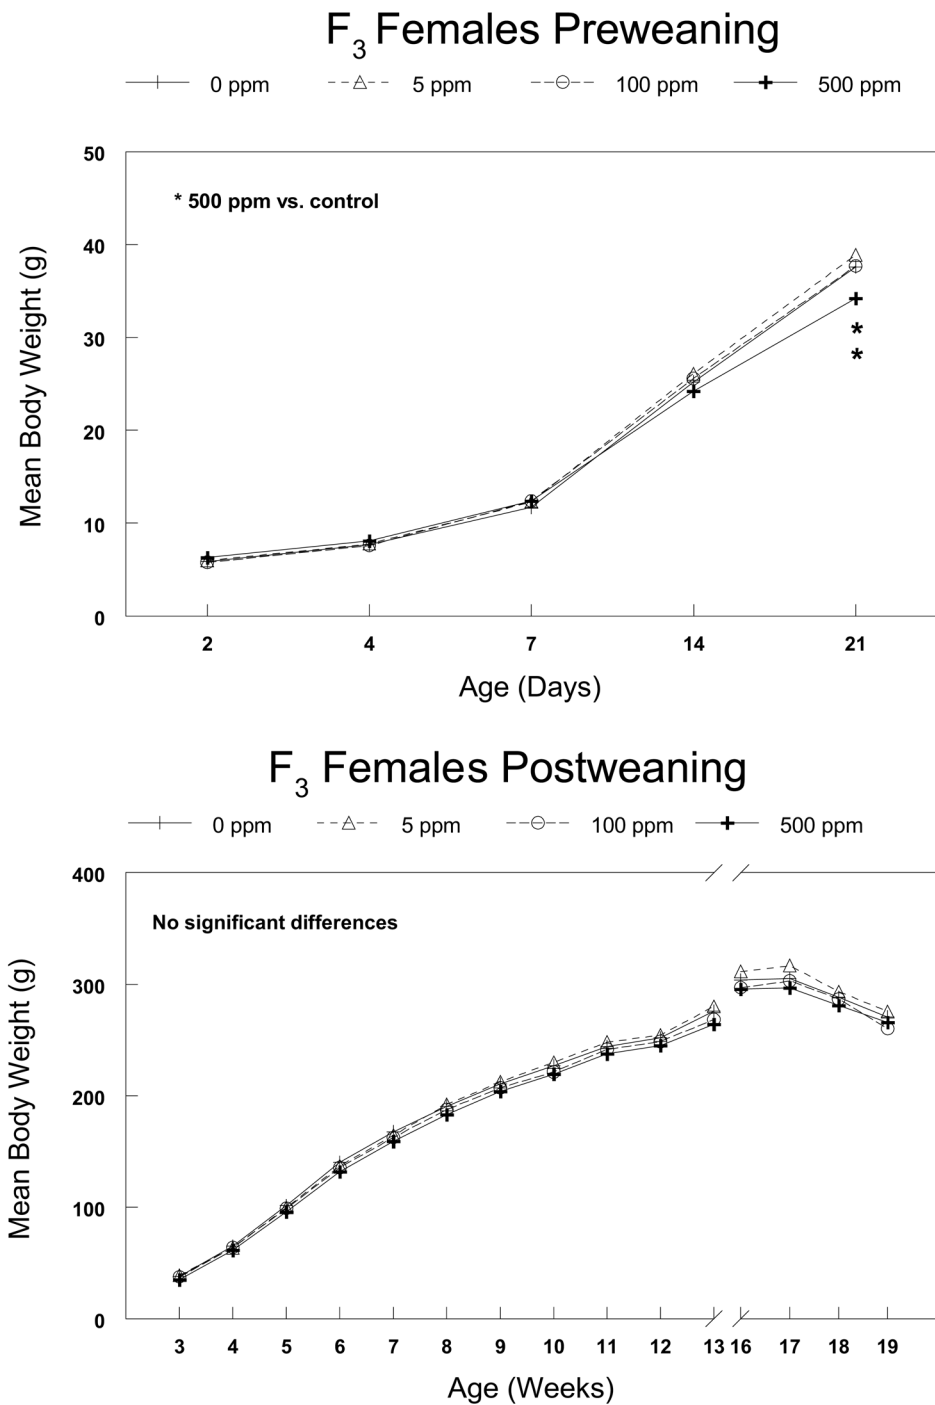 F3 Females Preweaning
0 ppm 5 ppm 100 ppm 500 ppm
50
* 500 ppm vs. control
40
30
*
*
20
10
0
2 4 7 14 21
Mean Body Weight (g)
Age (Days)
F3 Females Postweaning
0 ppm 5 ppm 100 ppm 500 ppm
400
No significant differences
300
200
100
0
3 4 5 6 7 8 9 10 11 12 13 16 17 18 19
Mean Body Weight (g)
Age (Weeks)